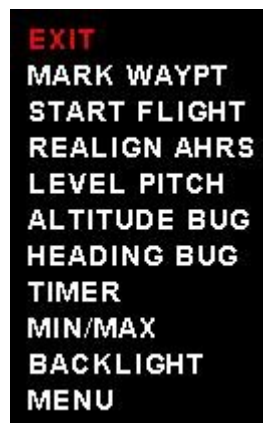 EXIT
MARK WAYPT
START FLIGHT
REALIGN AHRS
LEVEL PITCH
ALTITUDE BUG
HEADING BUG
TIMER
MIN/MAX
BACKLIGHT
MENU